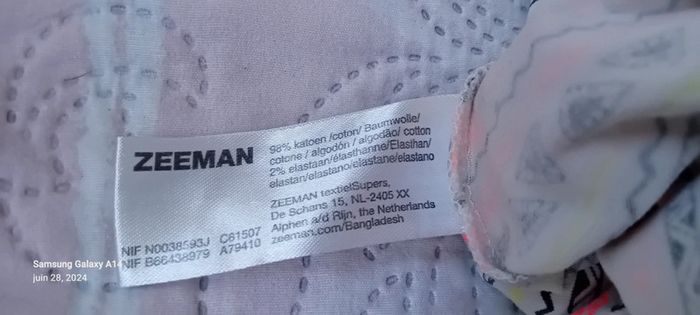 ZEEMAN
98% katoen /coton/ Baumwolle/
cotone / algodón / algodão/ cotton
2% elastaan/élasthanne/Elasthan/
elastan/elastano/elastane/elastano
ZEEMAN textielSupers,
De Schans 15, NL-2405 XX
Alphen a/d Rijn, the Netherlands
zeeman.com/Bangladesh
NIF N0038593J C61507
NIF B66438979 A79410
Samsung Galaxy A14
juin 28, 2024